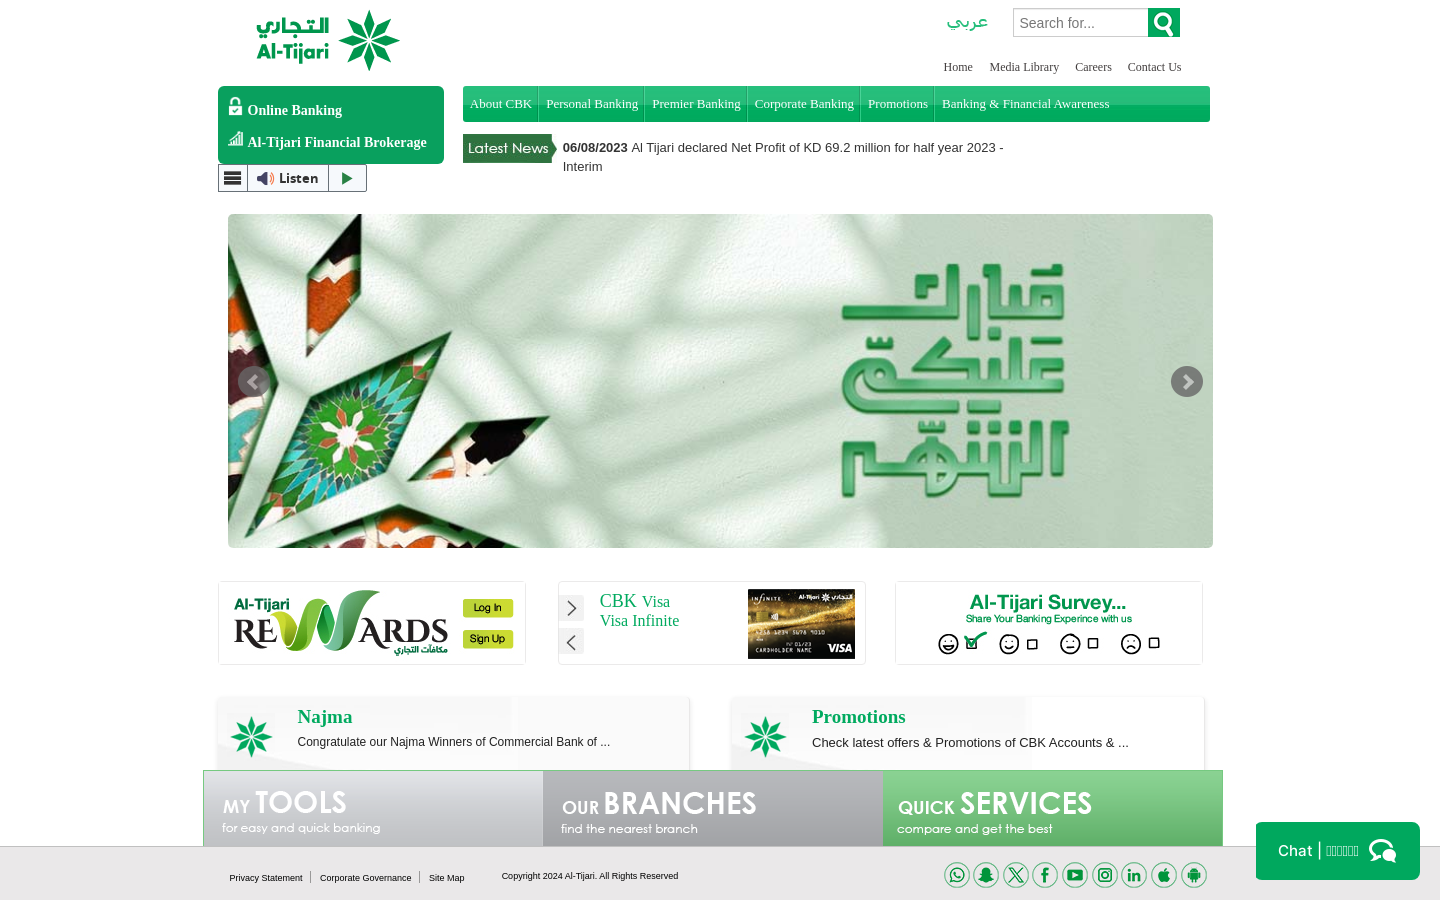 التجاري
Al-Tijari
عربي
Search for...
Home
Media Library
Careers
Contact Us
Online Banking
Al-Tijari Financial Brokerage
About CBK
Personal Banking
Premier Banking
Corporate Banking
Promotions
Banking & Financial Awareness
Listen
Latest News
06/08/2023 Al Tijari declared Net Profit of KD 69.2 million for half year 2023 -
Interim
مبارك
عليكم
الشهر
Al-Tijari
REWARDS
مكافآت التجاري
Log In
Sign Up
CBK Visa
Visa Infinite
INFINITE
التجاري Al-Tijari
4258 1234 5678 9010
01/23
CARDHOLDER NAME
VISA
Al-Tijari Survey...
Share Your Banking Experince with us
Najma
Congratulate our Najma Winners of Commercial Bank of ...
Promotions
Check latest offers & Promotions of CBK Accounts & ...
MY TOOLS
for easy and quick banking
OUR BRANCHES
find the nearest branch
QUICK SERVICES
compare and get the best
Chat |
Privacy Statement
Corporate Governance
Site Map
Copyright 2024 Al-Tijari. All Rights Reserved